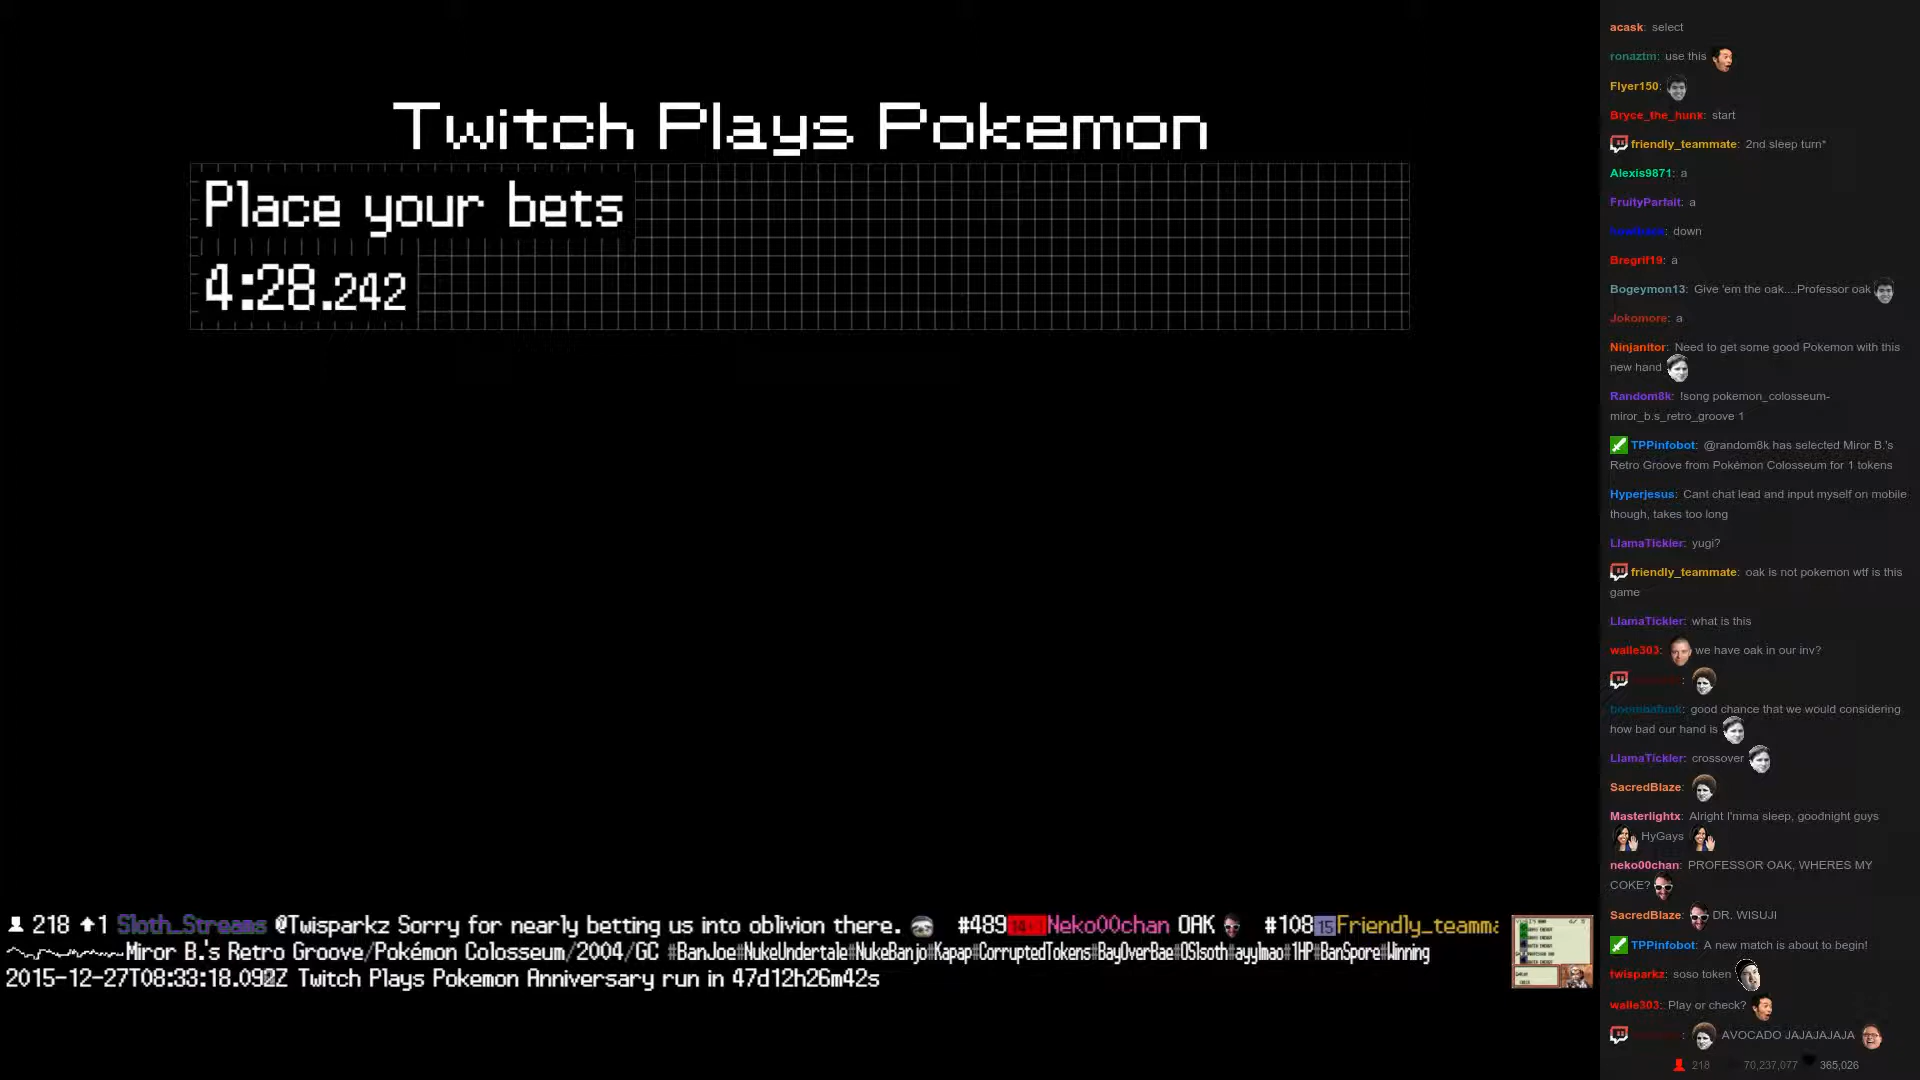 Twitch Plays Pokemon
Place your bets
4:28.242
218 1 Sloth_Streams @Twisparkz Sorry for nearly betting us into oblivion there. #489 Neko00chan OAK #108 15 Friendly_teamma
Miror B.'s Retro Groove/Pokémon Colosseum/2004/GC #BanJoe#NukeUndertale#NukeBanjo#Kapap#CorruptedTokens#BayOverBae#OSlsoth#ayylmao#1HP#BanSpore#Winning
Twitch Plays Pokemon Anniversary run in 47d12h26m42s
acask: select
ronaztm: use this
Flyer150:
Bryce_the_hunk: start
friendly_teammate: 2nd sleep turn*
Alexis9871: a
FruityParfait: a
down
Bregrif19: a
Bogeymon13: Give 'em the oak....Professor oak
Jokomore: a
Ninjanitor: Need to get some good Pokemon with this
new hand
Random8k: !song pokemon_colosseum-
miror_b.s_retro_groove 1
TPPinfobot: @random8k has selected Miror B.'s
Retro Groove from Pokémon Colosseum for 1 tokens
Hyperjesus: Cant chat lead and input myself on mobile
though, takes too long
LlamaTickler: yugi?
friendly_teammate: oak is not pokemon wtf is this
game
LlamaTickler: what is this
walle303: we have oak in our inv?
boombafunk: good chance that we would considering
how bad our hand is
LlamaTickler: crossover
SacredBlaze:
Masterlightx: Alright I'mma sleep, goodnight guys
HyGays
neko00chan: PROFESSOR OAK, WHERES MY
COKE?
SacredBlaze: DR. WISUJI
TPPinfobot: A new match is about to begin!
twisparkz: soso token
walle303: Play or check?
: AVOCADO JAJAJAJAJA
218 70,237,077 365,026